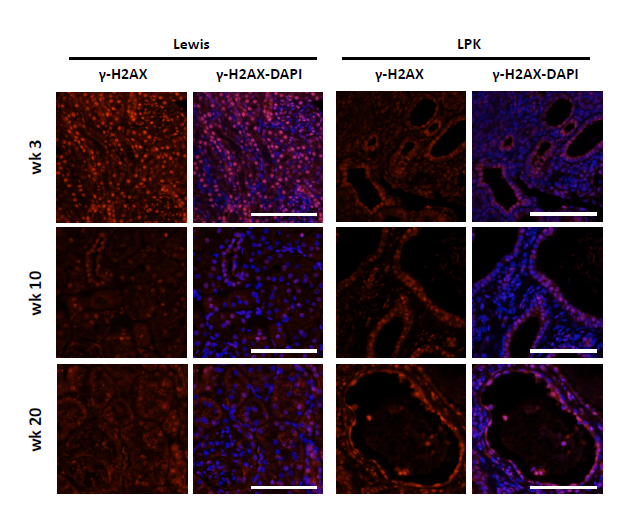 Lewis LPK
γ-H2AX γ-H2AX-DAPI γ-H2AX γ-H2AX-DAPI
wk 3
wk 10
wk 20